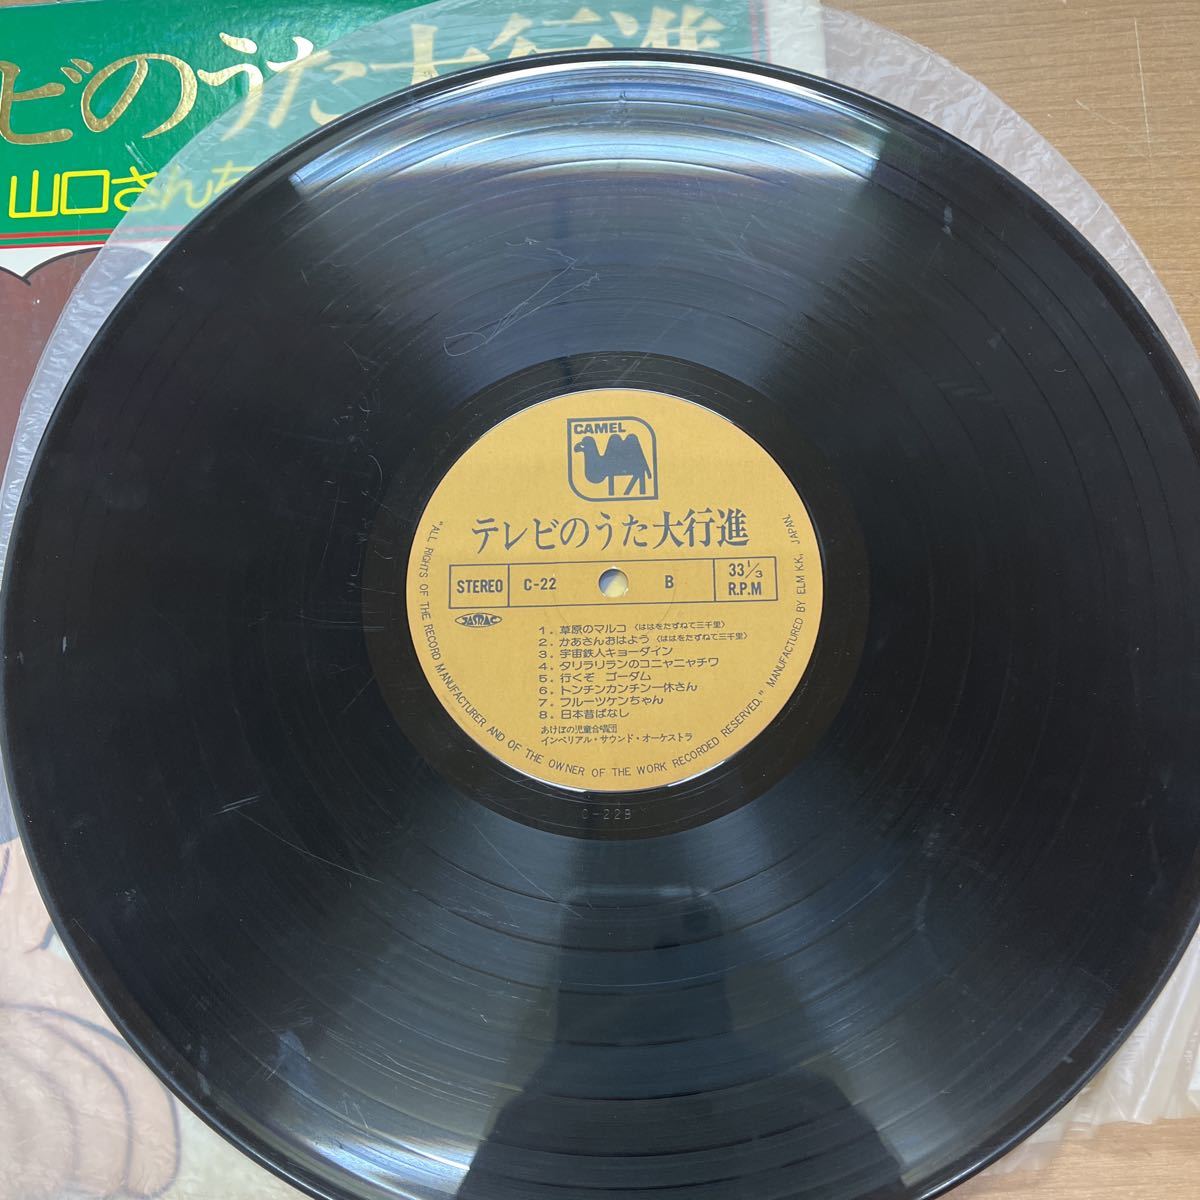 ビのうた大行進
山口さんち
CAMEL
テレビのうた大行進
STEREO C-22 B 33 1/3 R.P.M
JASRAC
1. 草原のマルコ〈ははをたずねて三千里〉
2. かあさんおはよう〈ははをたずねて三千里〉
3. 宇宙鉄人キョーダイン
4. タリラリランのコニャニャチワ
5. 行くぞ ゴーダム
6. トンチンカンチン一休さん
7. フルーツケンちゃん
8. 日本昔ばなし
あけぼの児童合唱団
インペリアル・サウンド・オーケストラ
"ALL RIGHTS OF THE RECORD MANUFACTURER AND OF THE OWNER OF THE WORK RECORDED RESERVED." MANUFACTURED BY ELM K.K. JAPAN.
C-22B